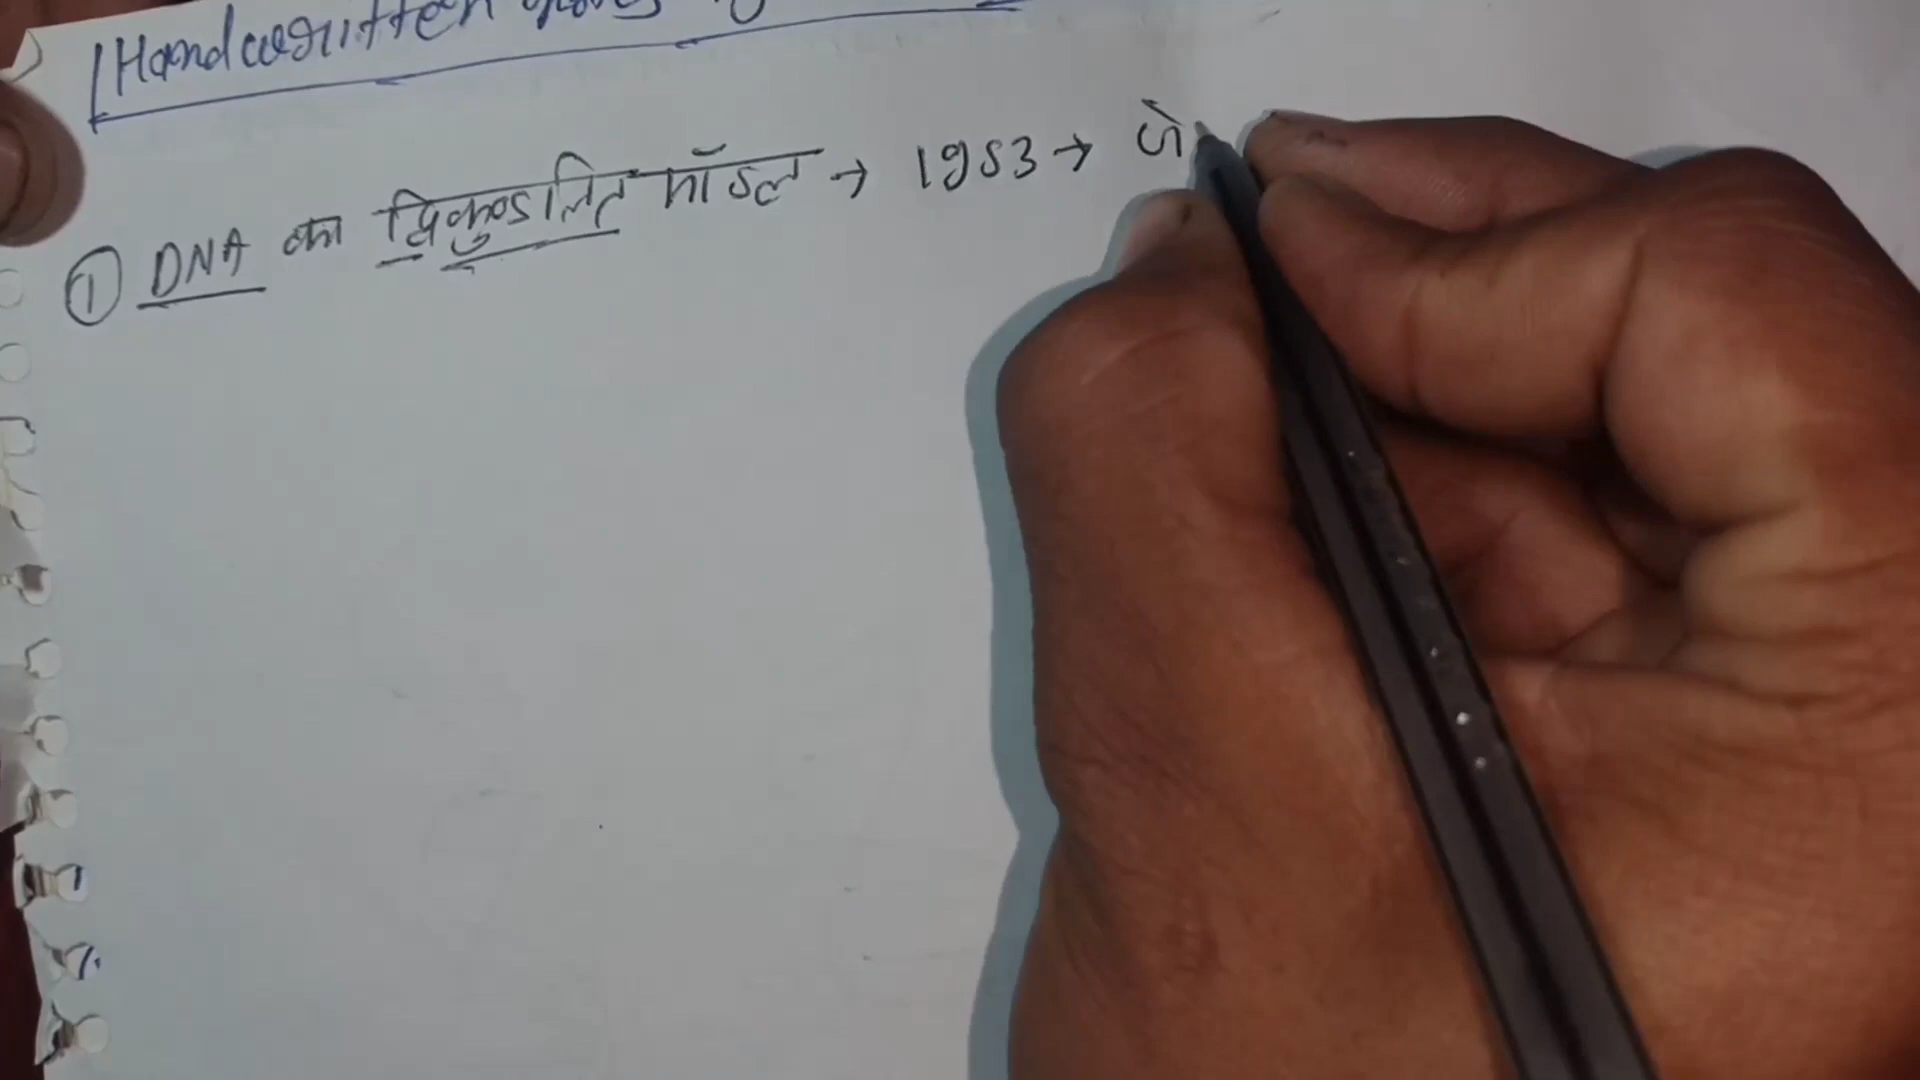 Handwritten
① DNA का द्विकुण्डलित मॉडल → 1953 → जे